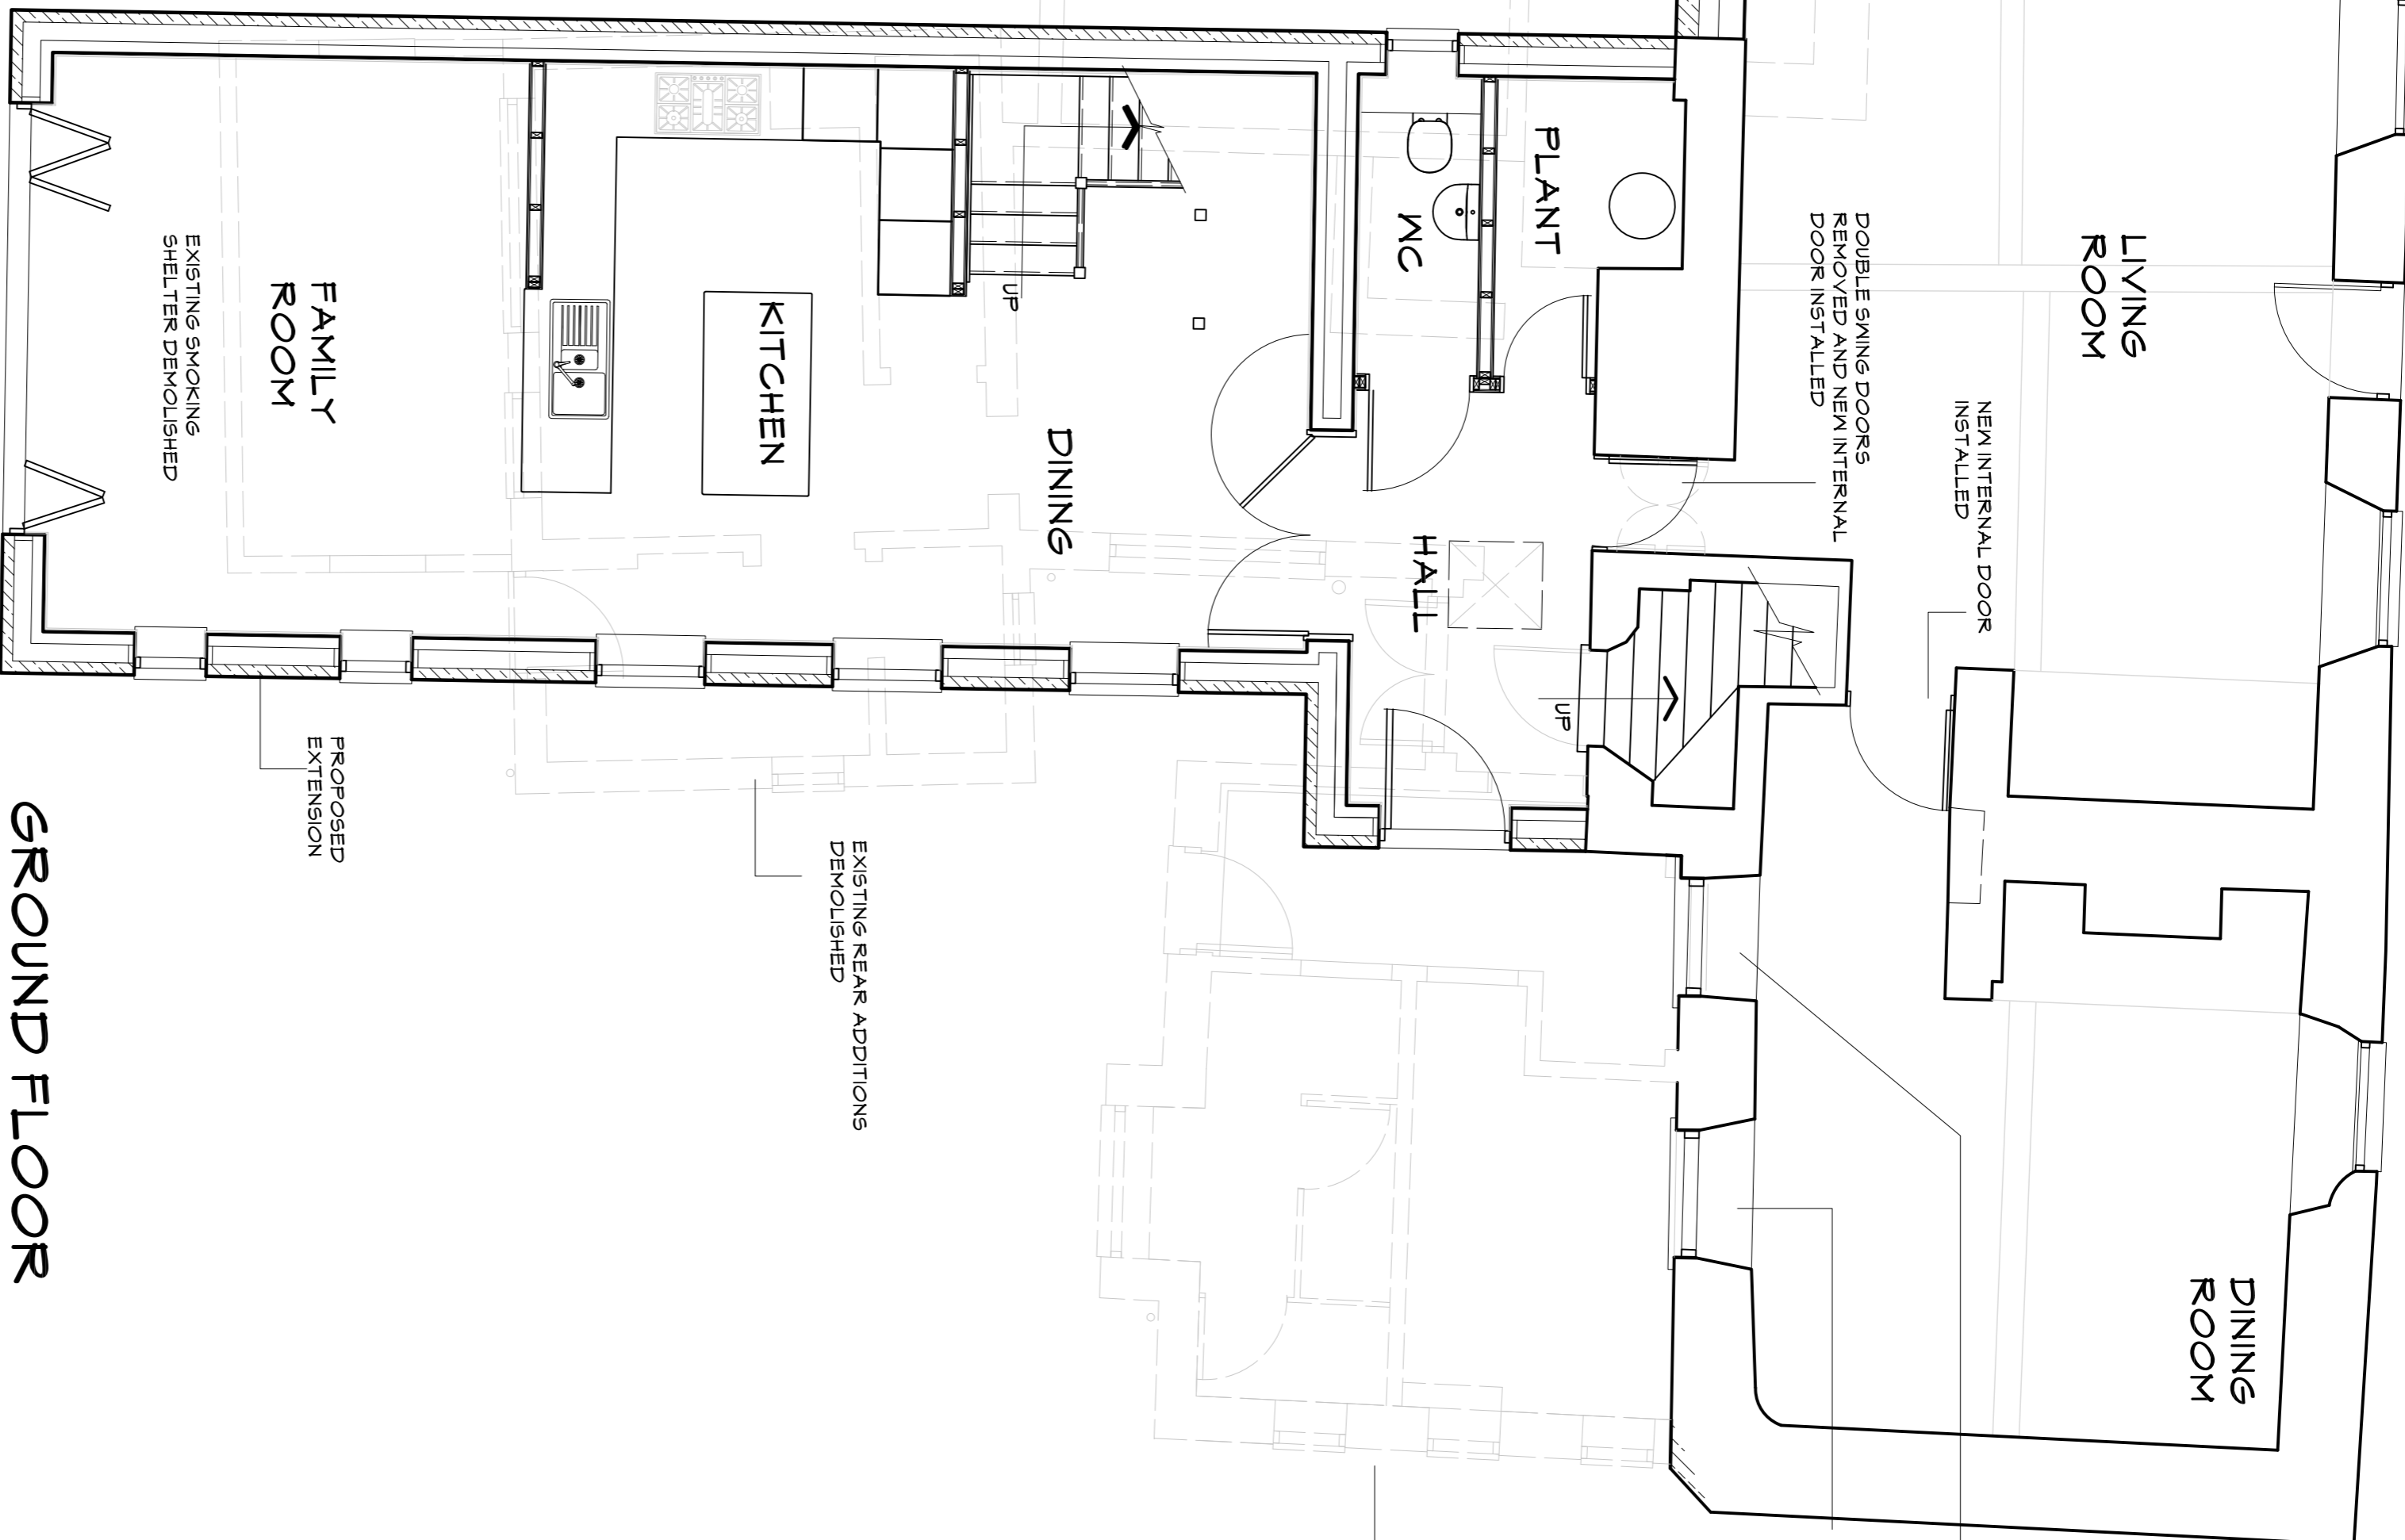 LIVING
ROOM
DOUBLE SWING DOORS
REMOVED AND NEW INTERNAL
DOOR INSTALLED
NEW INTERNAL DOOR
INSTALLED
PLANT
WC
UP
KITCHEN
FAMILY
ROOM
EXISTING SMOKING
SHELTER DEMOLISHED
DINING
HALL
UP
PROPOSED
EXTENSION
EXISTING REAR ADDITIONS
DEMOLISHED
DINING
ROOM
GROUND FLOOR